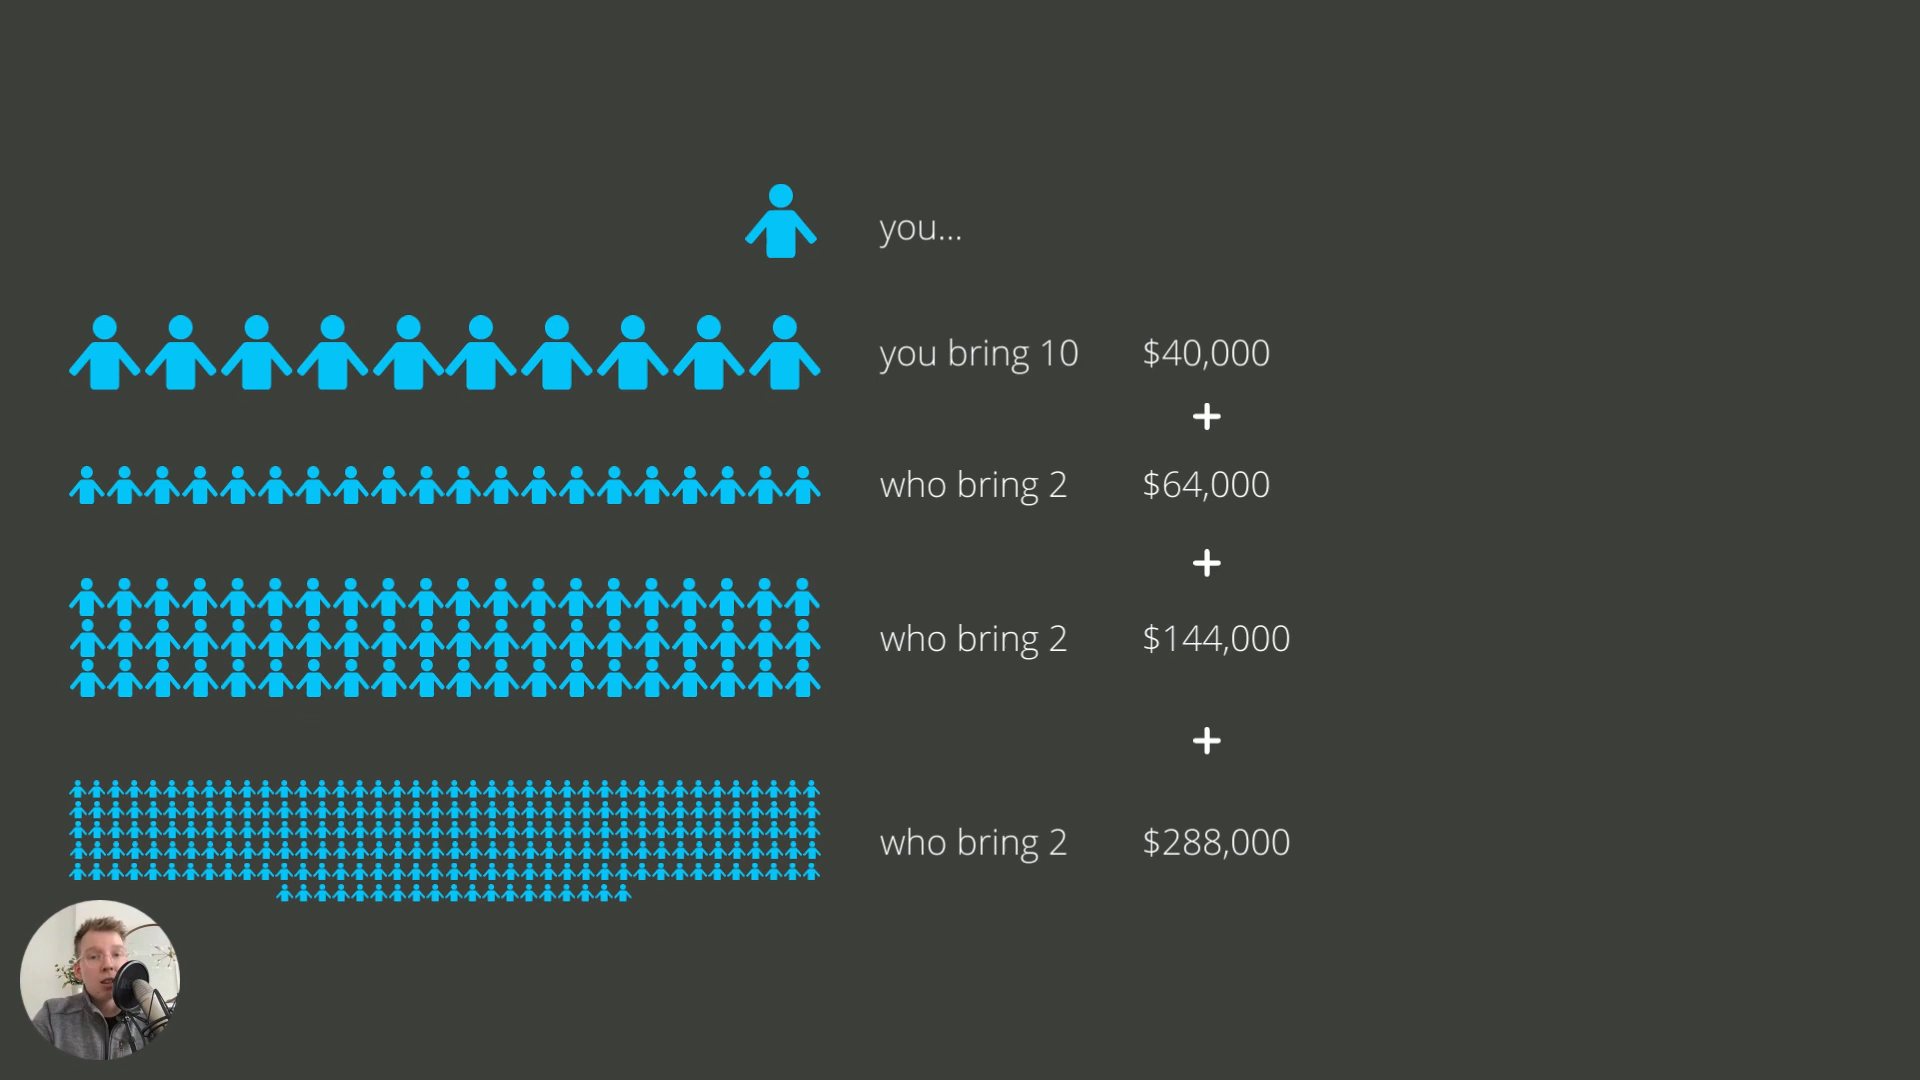 you...
you bring 10 $40,000
+
who bring 2 $64,000
+
who bring 2 $144,000
+
who bring 2 $288,000